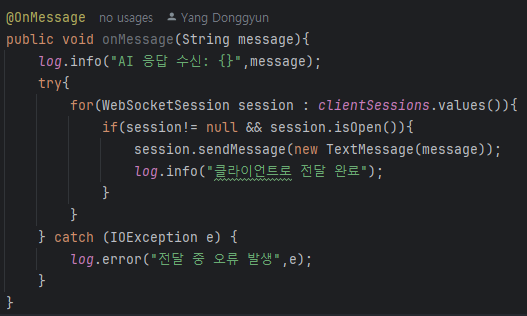 @OnMessage no usages Yang Donggyun
public void onMessage(String message){
log.info("AI 응답 수신: {}",message);
try{
for(WebSocketSession session : clientSessions.values()){
if(session!= null && session.isOpen()){
session.sendMessage(new TextMessage(message));
log.info("클라이언트로 전달 완료");
}
}
} catch (IOException e) {
log.error("전달 중 오류 발생",e);
}
}